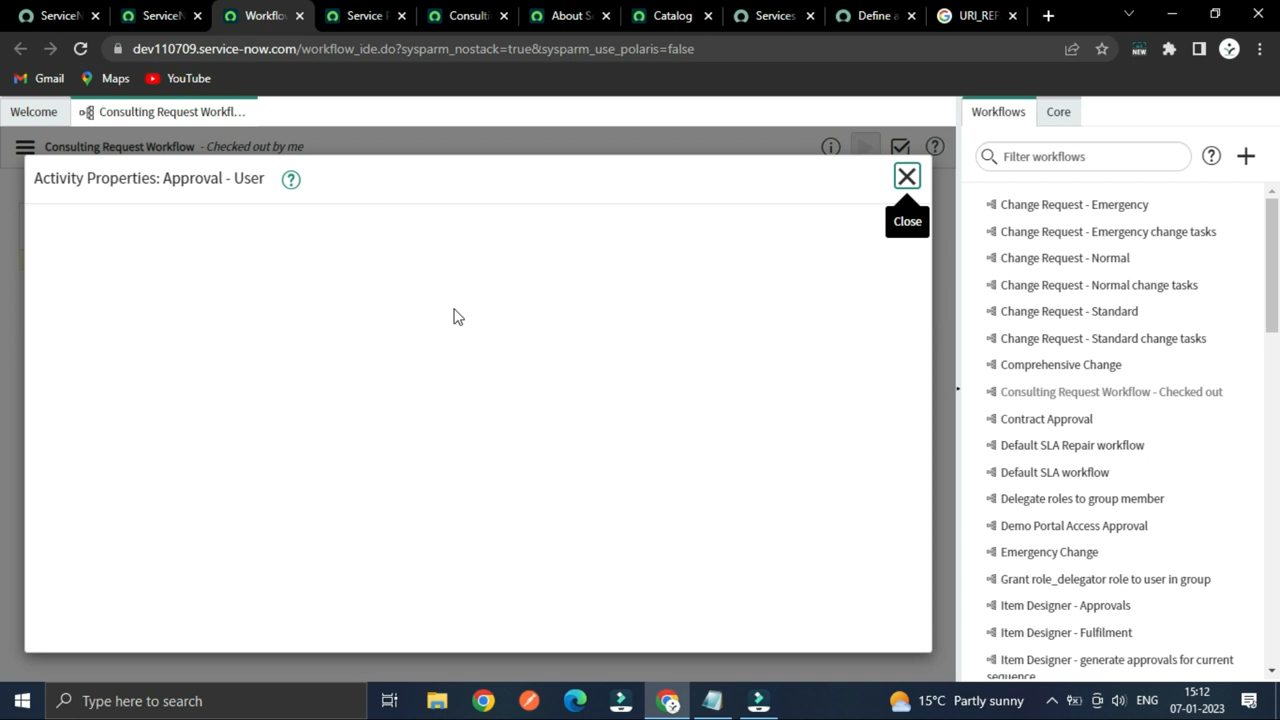 ServiceN
ServiceN
Workflo
Service P
Consulti
About Se
Catalog
Services
Define a
URI_REF
dev110709.service-now.com/workflow_ide.do?sysparm_nostack=true&sysparm_use_polaris=false
NEW
Gmail
Maps
YouTube
Welcome
Consulting Request Workfl...
Workflows
Core
Consulting Request Workflow - Checked out by me
Filter workflows
Activity Properties: Approval - User
Close
Change Request - Emergency
Change Request - Emergency change tasks
Change Request - Normal
Change Request - Normal change tasks
Change Request - Standard
Change Request - Standard change tasks
Comprehensive Change
Consulting Request Workflow - Checked out
Contract Approval
Default SLA Repair workflow
Default SLA workflow
Delegate roles to group member
Demo Portal Access Approval
Emergency Change
Grant role_delegator role to user in group
Item Designer - Approvals
Item Designer - Fulfilment
Item Designer - generate approvals for current
sequence
Type here to search
15°C Partly sunny
ENG
15:12
07-01-2023